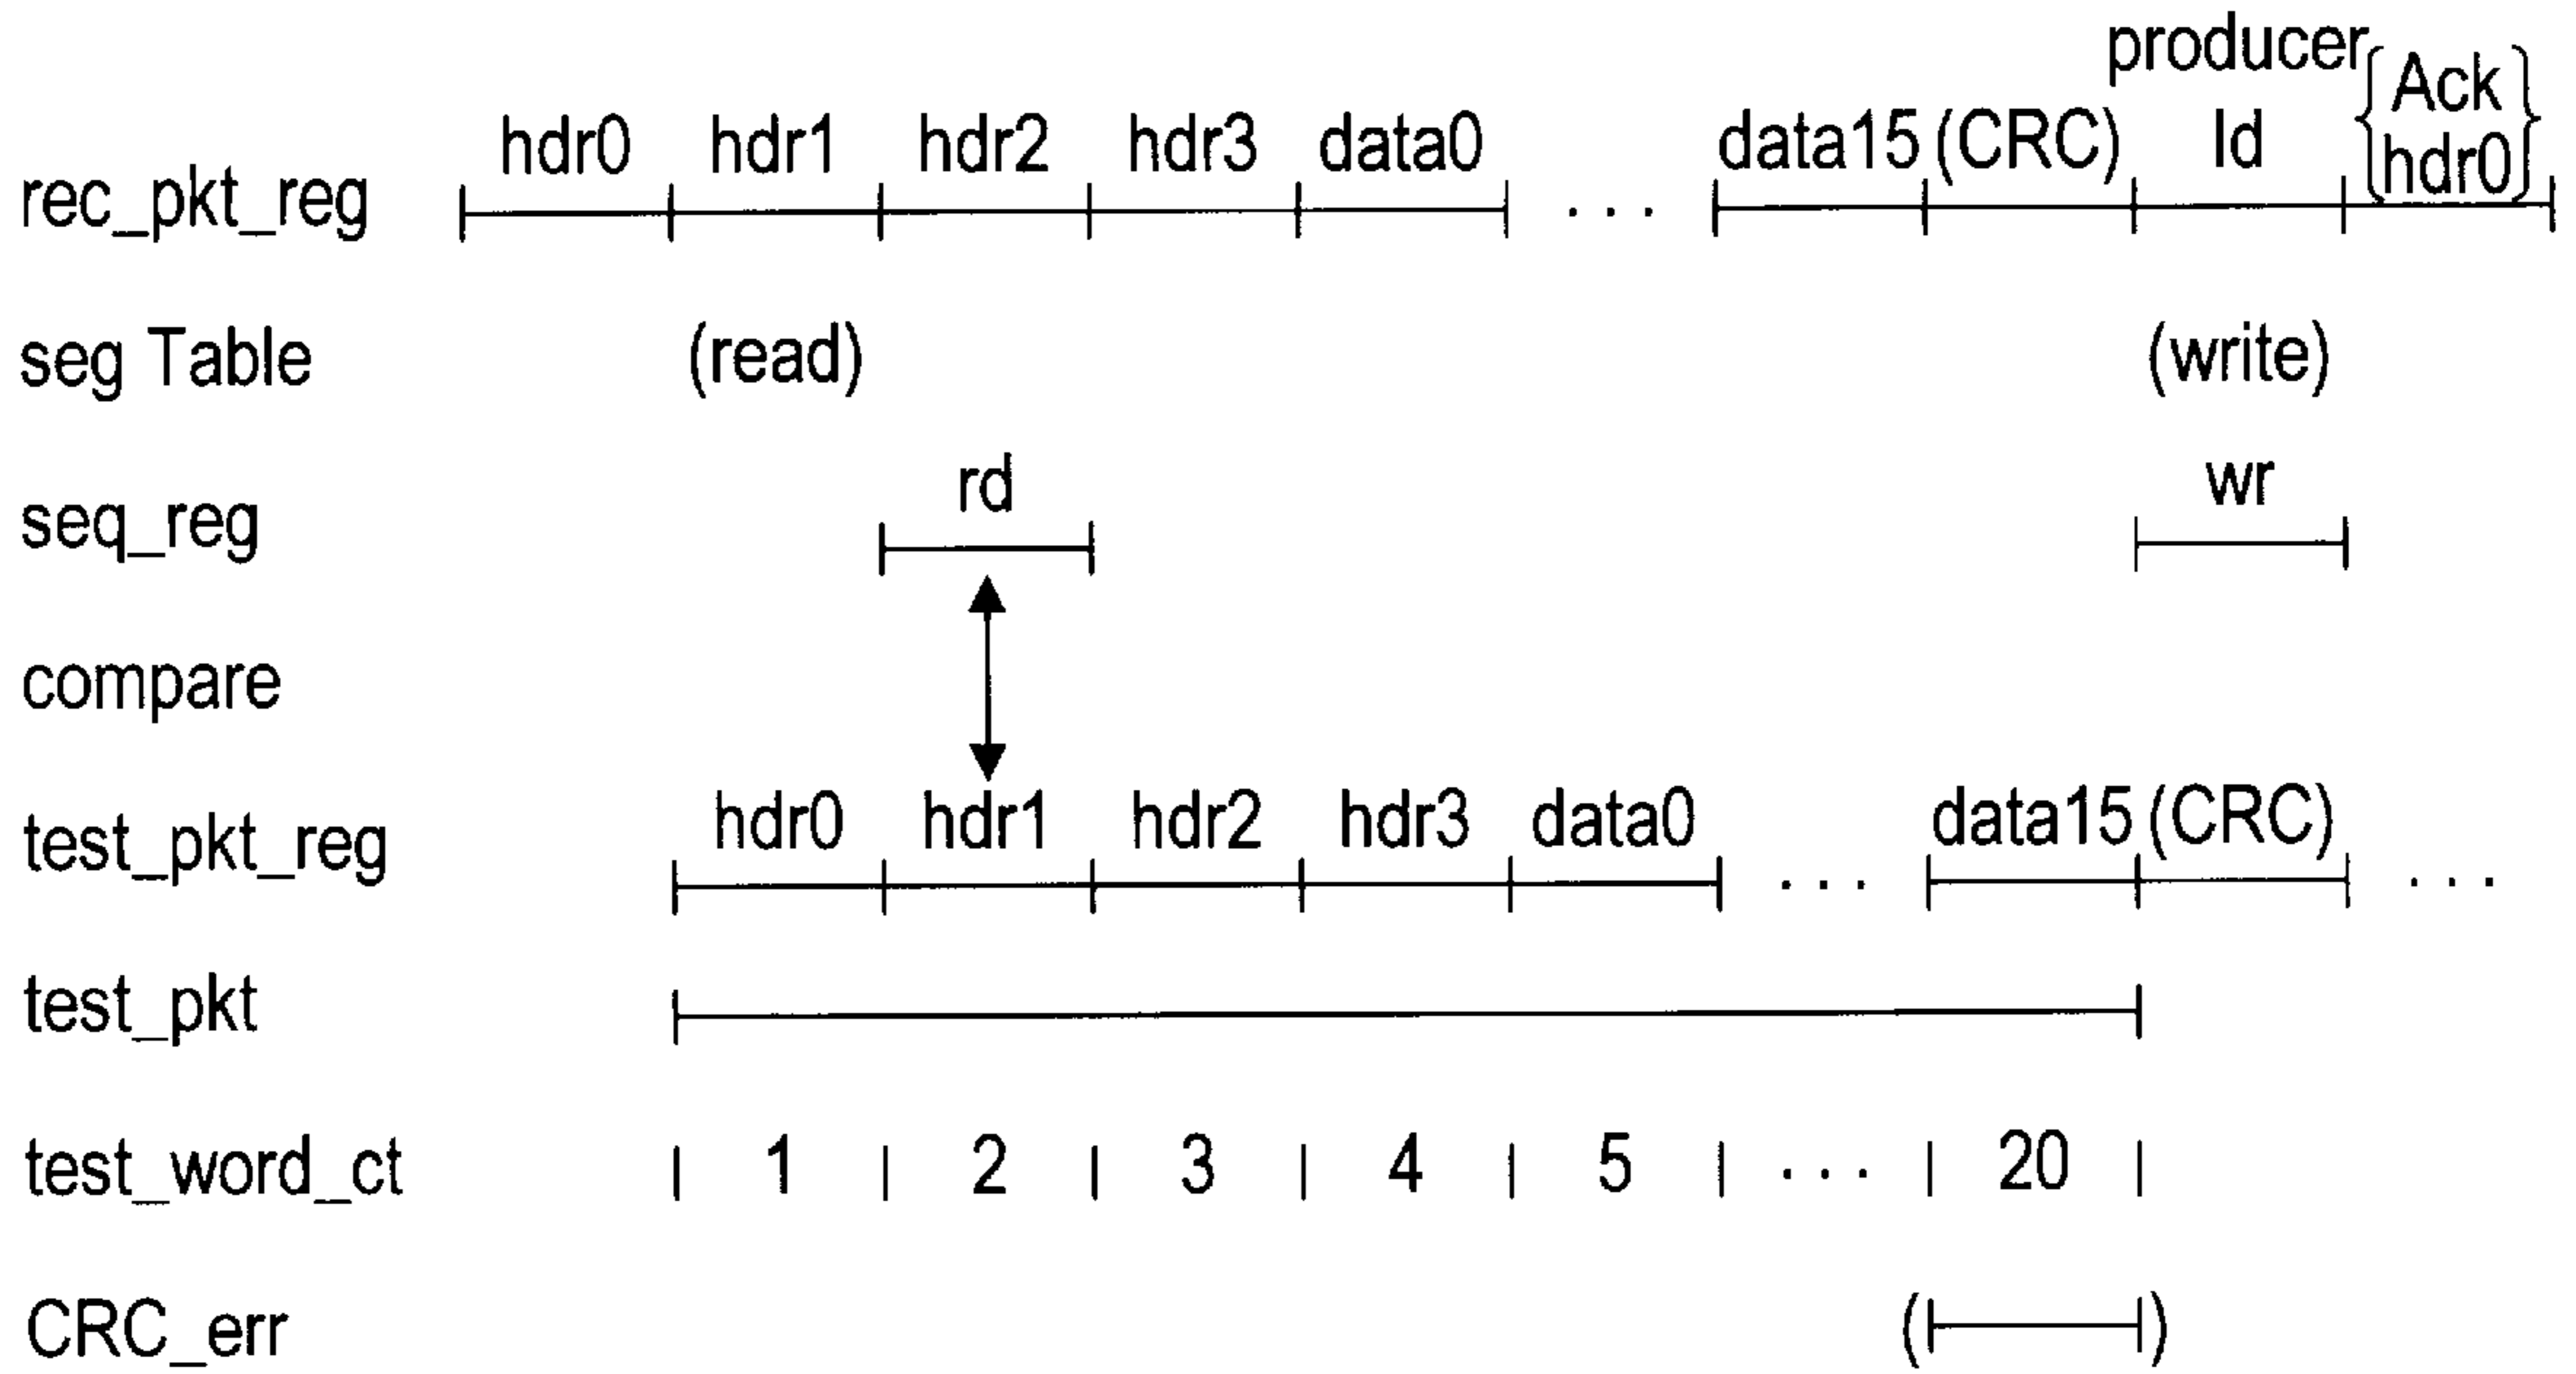 producer
hdr0 hdr1 hdr2 hdr3 data0 data15 (CRC) Id {Ack hdr0}
rec_pkt_reg . . .
seg Table (read) (write)
rd wr
seq_reg
compare
hdr0 hdr1 hdr2 hdr3 data0 data15 (CRC)
test_pkt_reg . . . . . .
test_pkt
test_word_ct | 1 | 2 | 3 | 4 | 5 | . . . | 20 |
CRC_err ( )